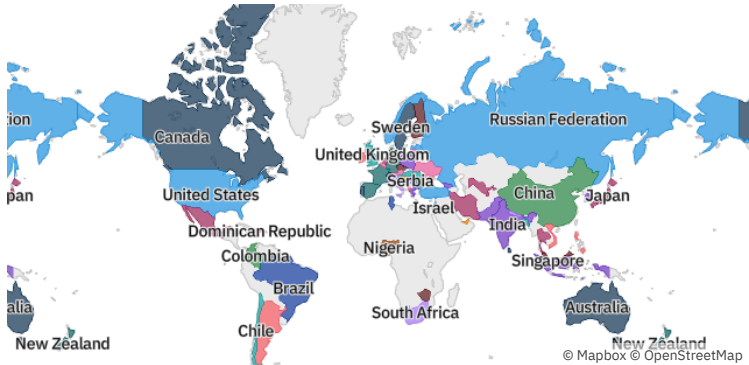 tion
Canada
Sweden
Russian Federation
United Kingdom
Serbia
China
pan
United States
Israel
Japan
India
Dominican Republic
Nigeria
Colombia
Singapore
Brazil
alia
South Africa
Australia
Chile
New Zealand
New Zealand
© Mapbox © OpenStreetMap